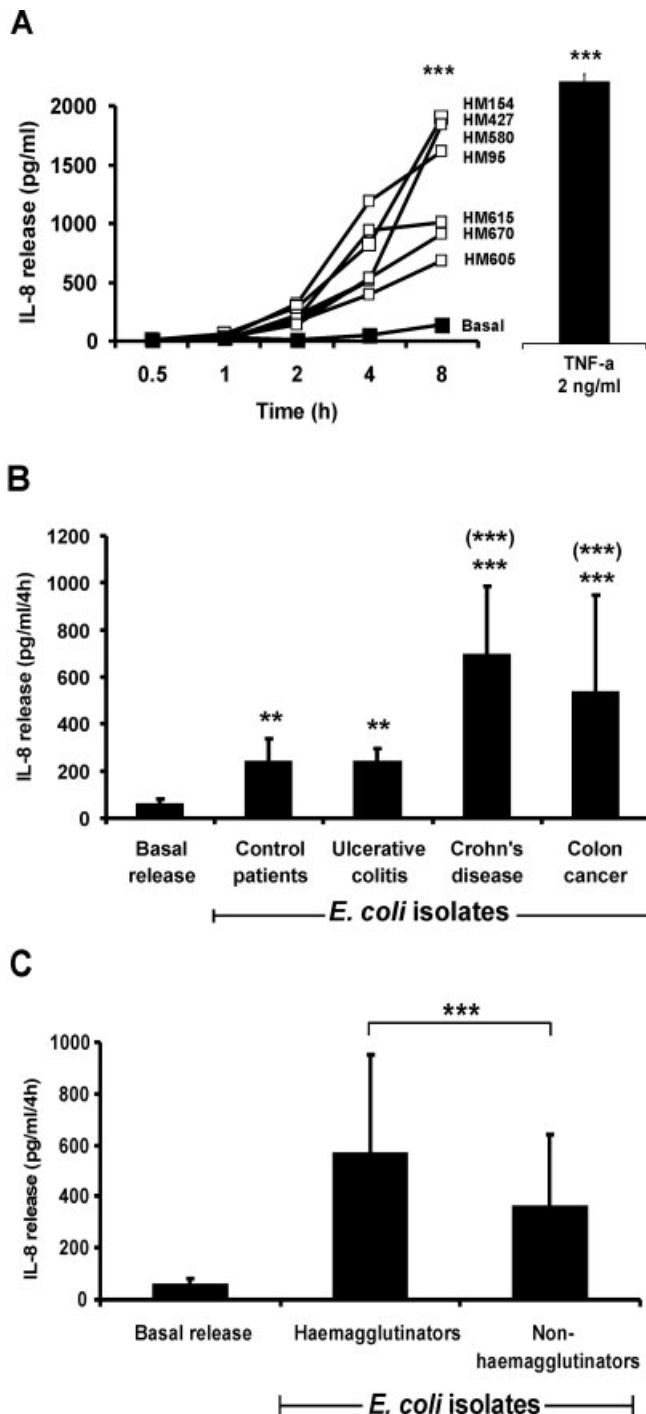 A
***
***
2000
1500
1000
500
0
IL-8 release (pg/ml)
HM154
HM427
HM580
HM95
HM615
HM670
HM605
Basal
0.5 1 2 4 8
Time (h)
TNF-a
2 ng/ml
B
1200
1000
800
600
400
200
0
IL-8 release (pg/ml/4h)
** ** (***) (***)
*** ***
Basal Control Ulcerative Crohn's Colon
release patients colitis disease cancer
E. coli isolates
C
1000
800
600
400
200
0
IL-8 release (pg/ml/4h)
***
Basal release Haemagglutinators Non-
haemagglutinators
E. coli isolates